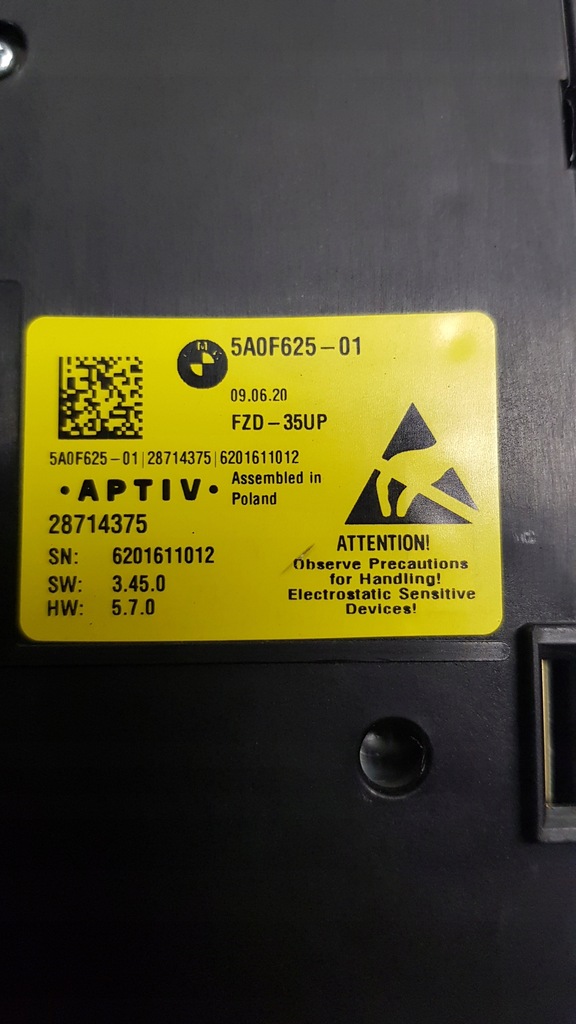 BMW
5A0F625-01
09.06.20
FZD-35UP
5A0F625-01|28714375|6201611012
•APTIV•
Assembled in
Poland
28714375
SN: 6201611012
SW: 3.45.0
HW: 5.7.0
ATTENTION!
Observe Precautions
for Handling!
Electrostatic Sensitive
Devices!